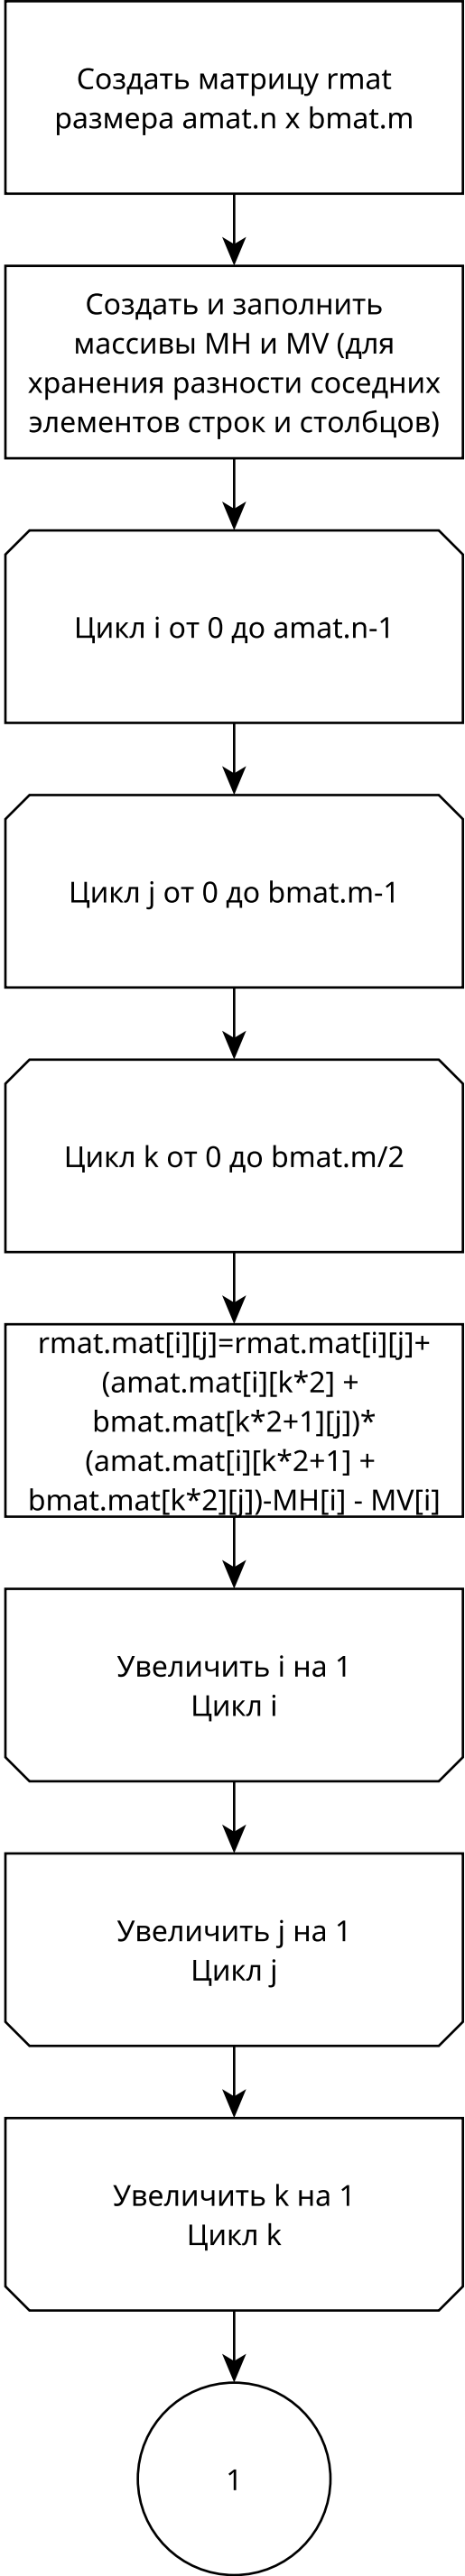 Создать матрицу rmat
размера amat.n x bmat.m
Создать и заполнить
массивы MH и MV (для
хранения разности соседних
элементов строк и столбцов)
Цикл i от 0 до amat.n-1
Цикл j от 0 до bmat.m-1
Цикл k от 0 до bmat.m/2
rmat.mat[i][j]=rmat.mat[i][j]+
(amat.mat[i][k*2] +
bmat.mat[k*2+1][j])*
(amat.mat[i][k*2+1] +
bmat.mat[k*2][j])-MH[i] - MV[i]
Увеличить i на 1
Цикл i
Увеличить j на 1
Цикл j
Увеличить k на 1
Цикл k
1